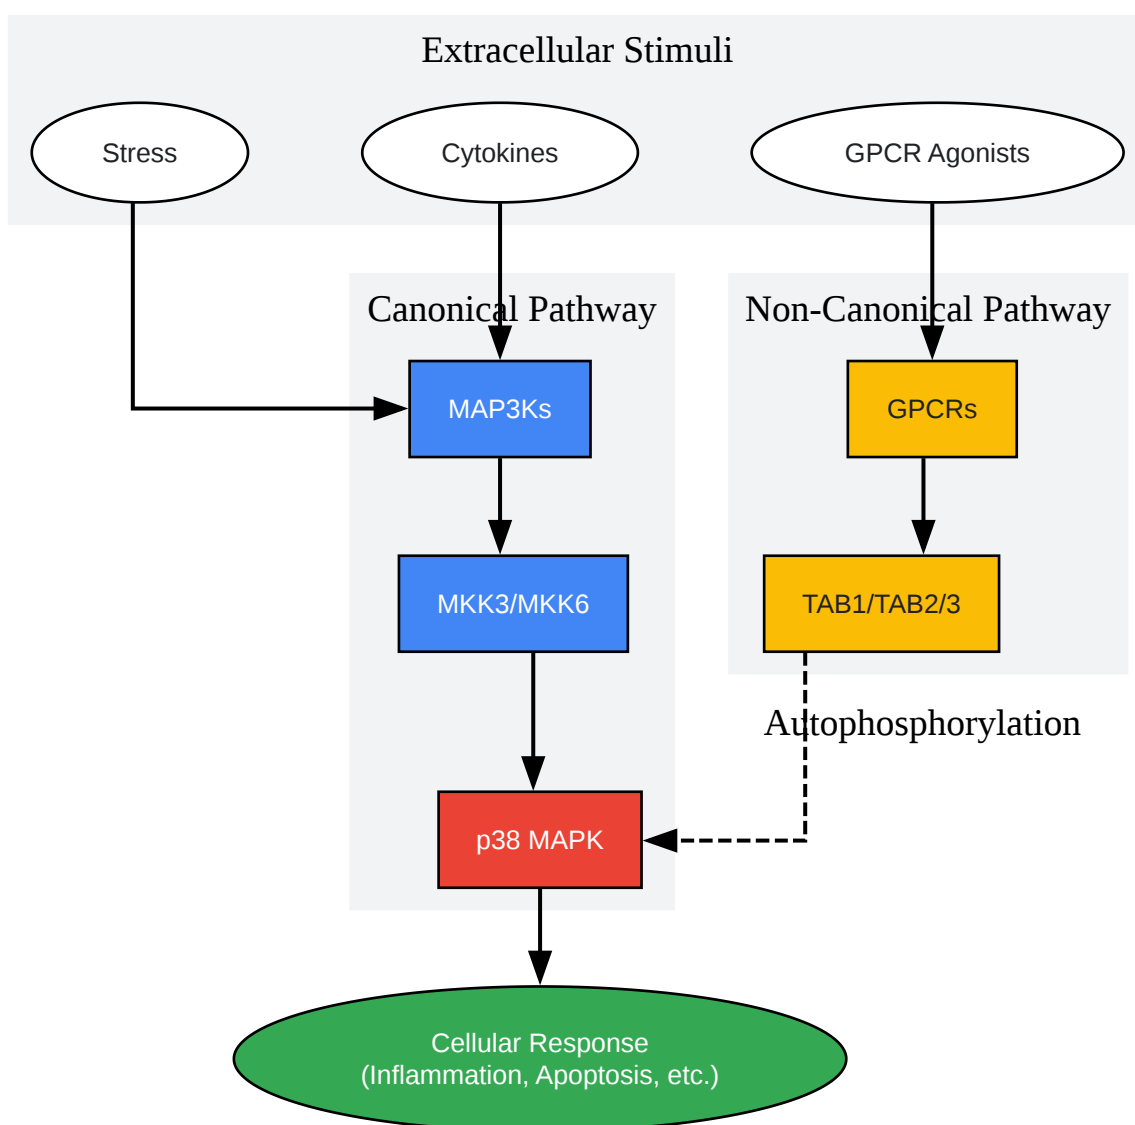 Extracellular Stimuli
Stress
Cytokines
GPCR Agonists
Canonical Pathway
Non-Canonical Pathway
MAP3Ks
GPCRs
MKK3/MKK6
TAB1/TAB2/3
Autophosphorylation
p38 MAPK
Cellular Response
(Inflammation, Apoptosis, etc.)